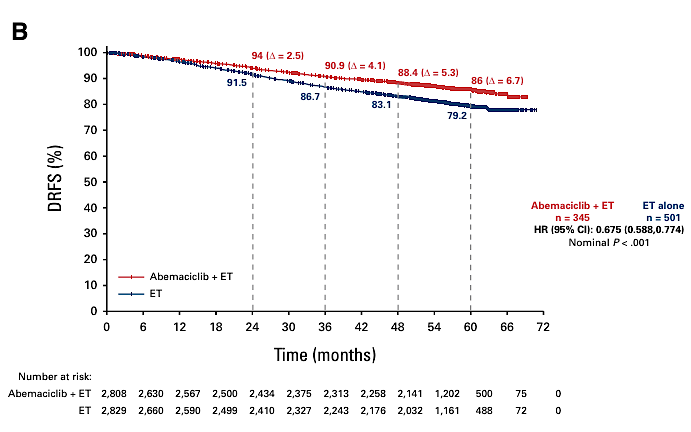 B
100
90
80
70
60
50
40
30
20
10
0
DRFS (%)
94 (Δ = 2.5)
90.9 (Δ = 4.1)
88.4 (Δ = 5.3)
86 (Δ = 6.7)
91.5
86.7
83.1
79.2
Abemaciclib + ET
ET
Abemaciclib + ET ET alone
n = 345 n = 501
HR (95% CI): 0.675 (0.588,0.774)
Nominal P < .001
0 6 12 18 24 30 36 42 48 54 60 66 72
Time (months)
Number at risk:
Abemaciclib + ET 2,808 2,630 2,567 2,500 2,434 2,375 2,313 2,258 2,141 1,202 500 75 0
ET 2,829 2,660 2,590 2,499 2,410 2,327 2,243 2,176 2,032 1,161 488 72 0